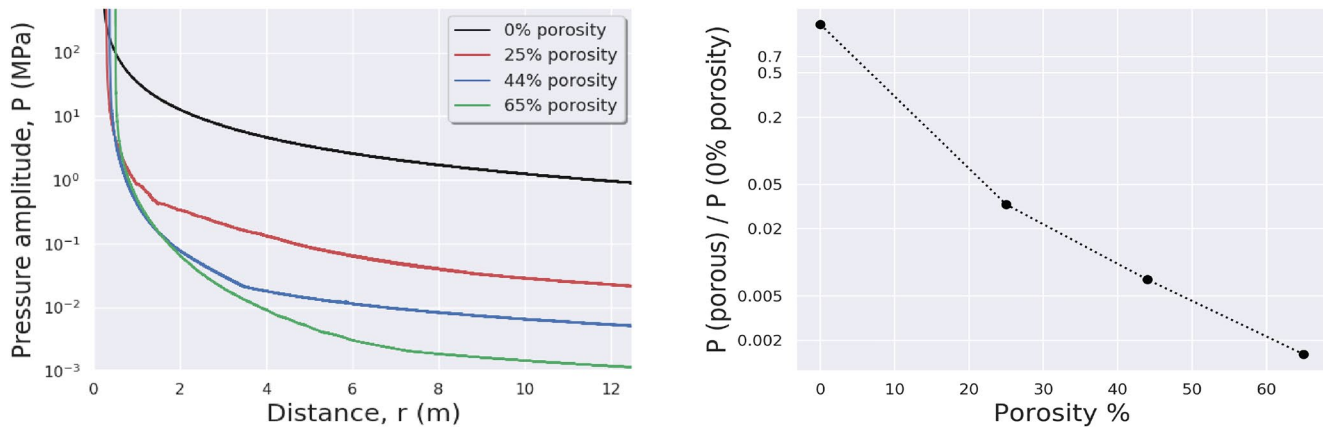 Pressure amplitude, P (MPa)
10²
10¹
10⁰
10⁻¹
10⁻²
10⁻³
0 2 4 6 8 10 12
Distance, r (m)
0% porosity
25% porosity
44% porosity
65% porosity
P (porous) / P (0% porosity)
0.7
0.5
0.2
0.05
0.02
0.005
0.002
0 10 20 30 40 50 60
Porosity %